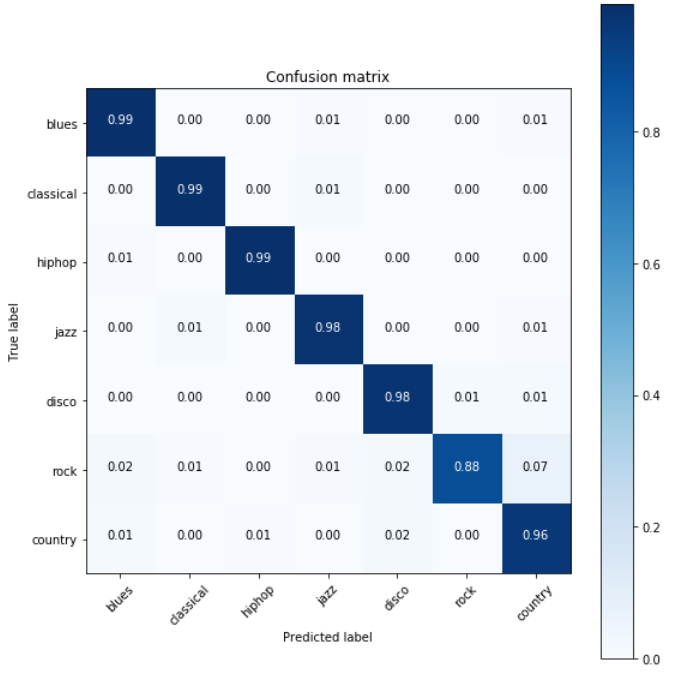 Confusion matrix
blues 0.99 0.00 0.00 0.01 0.00 0.00 0.01
classical 0.00 0.99 0.00 0.01 0.00 0.00 0.00
hiphop 0.01 0.00 0.99 0.00 0.00 0.00 0.00
jazz 0.00 0.01 0.00 0.98 0.00 0.00 0.01
disco 0.00 0.00 0.00 0.00 0.98 0.01 0.01
rock 0.02 0.01 0.00 0.01 0.02 0.88 0.07
country 0.01 0.00 0.01 0.00 0.02 0.00 0.96
blues classical hiphop jazz disco rock country
Predicted label
True label
0.8
0.6
0.4
0.2
0.0